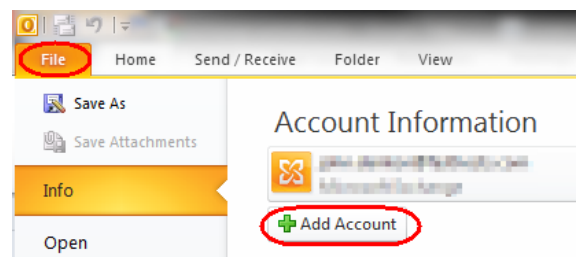 File Home Send / Receive Folder View
Save As
Account Information
Save Attachments
Info
Add Account
Open